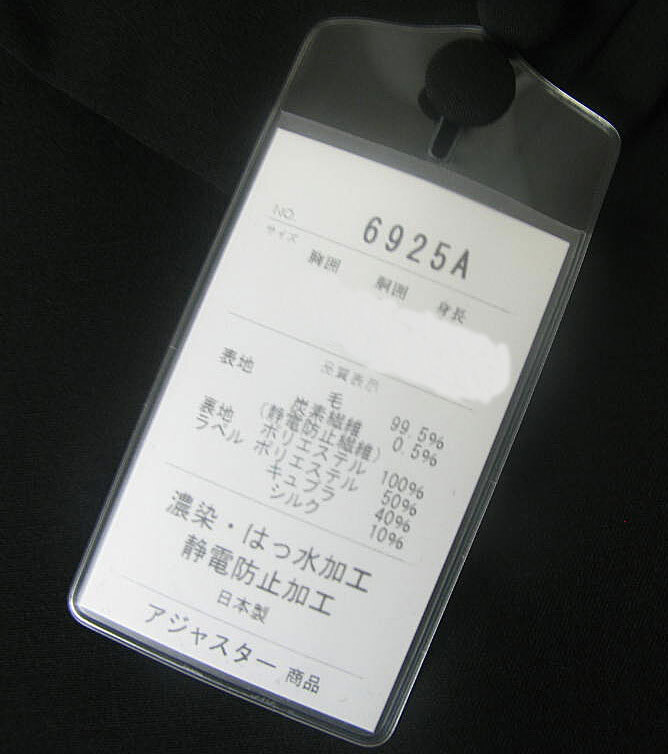 NO. 6925A
サイズ
胸囲 胴囲 身長
品質表示
表地 毛 99.5%
炭素繊維 0.5%
(静電防止繊維)
裏地 ポリエステル 100%
ラベル ポリエステル 50%
キュプラ 40%
シルク 10%
濃染・はっ水加工
静電防止加工
日本製
アジャスター 商品